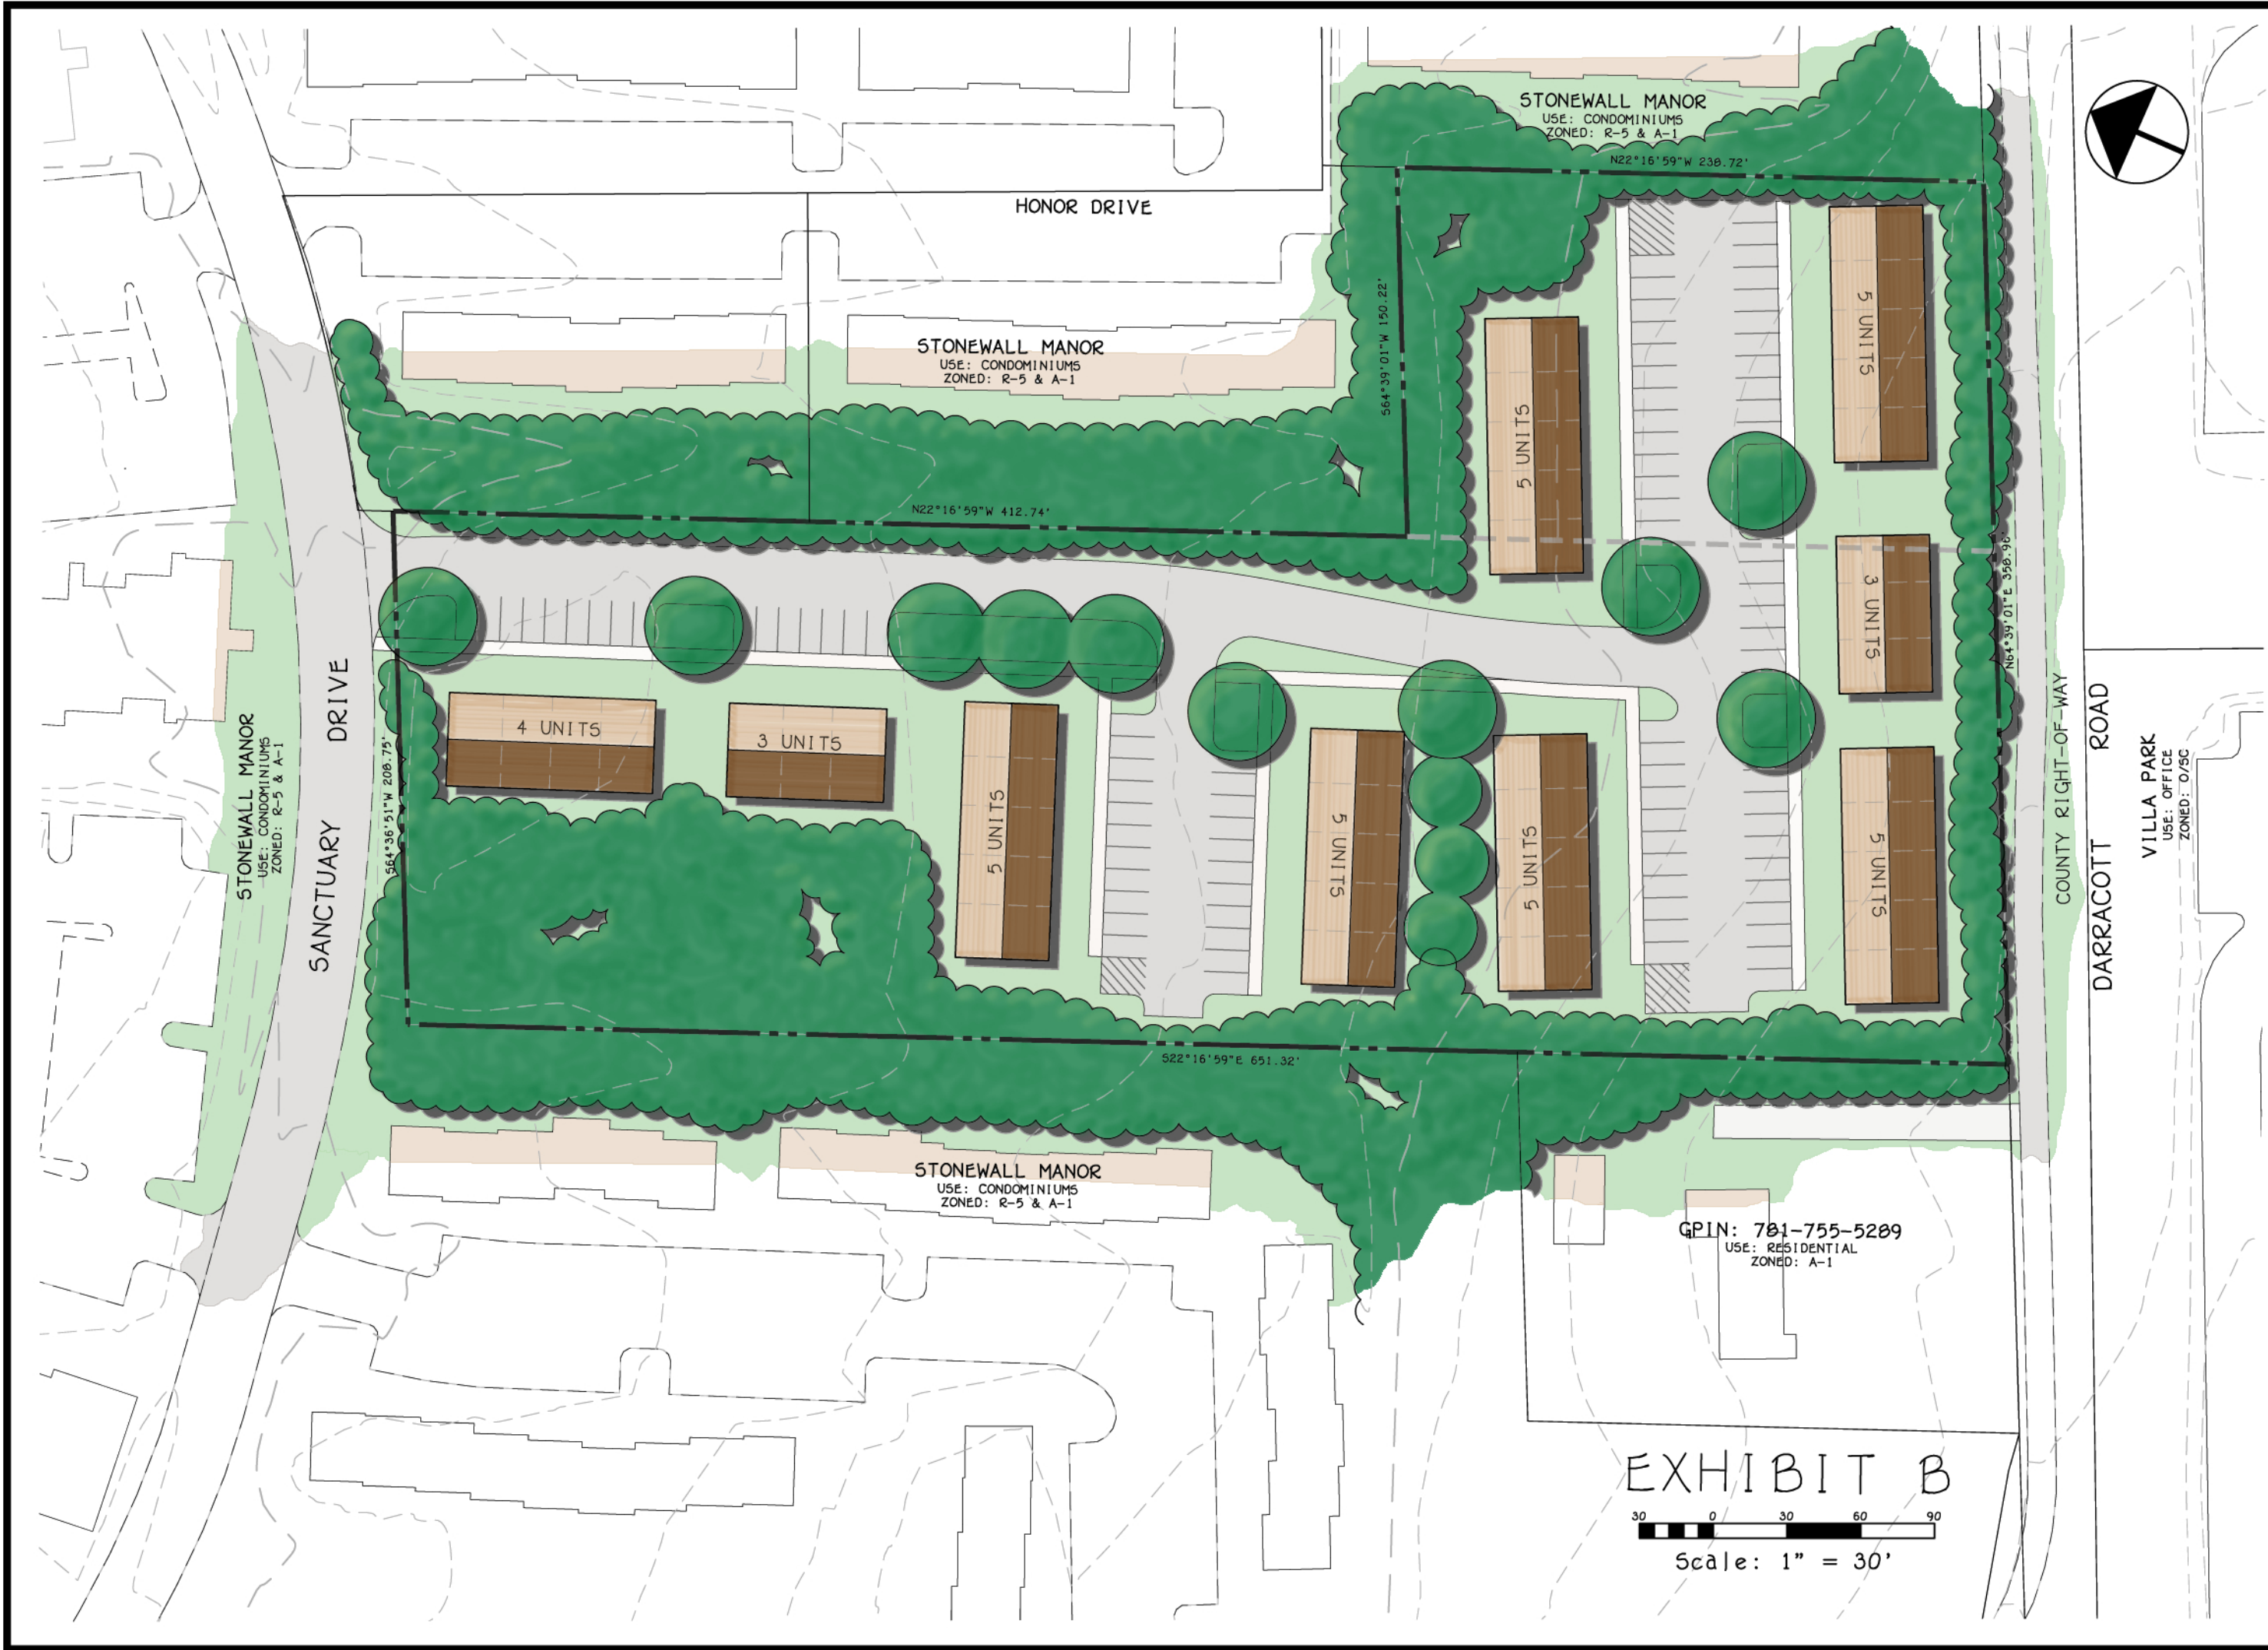 STONEWALL MANOR
USE: CONDOMINIUMS
ZONED: R-5 & A-1
N22°16'59"W 238.72'
HONOR DRIVE
S64°39'01"W 150.22'
5 UNITS
5 UNITS
STONEWALL MANOR
USE: CONDOMINIUMS
ZONED: R-5 & A-1
N22°16'59"W 412.74'
3 UNITS
N64°39'01"E 358.96'
4 UNITS
3 UNITS
5 UNITS
5 UNITS
5 UNITS
5 UNITS
STONEWALL MANOR
USE: CONDOMINIUMS
ZONED: R-5 & A-1
SANCTUARY DRIVE
S64°36'51"W 208.75'
COUNTY RIGHT-OF-WAY
DARRACOTT ROAD
VILLA PARK
USE: OFFICE
ZONED: O/SC
S22°16'59"E 651.32'
STONEWALL MANOR
USE: CONDOMINIUMS
ZONED: R-5 & A-1
GPIN: 781-755-5289
USE: RESIDENTIAL
ZONED: A-1
EXHIBIT B
30 0 30 60 90
Scale: 1" = 30'